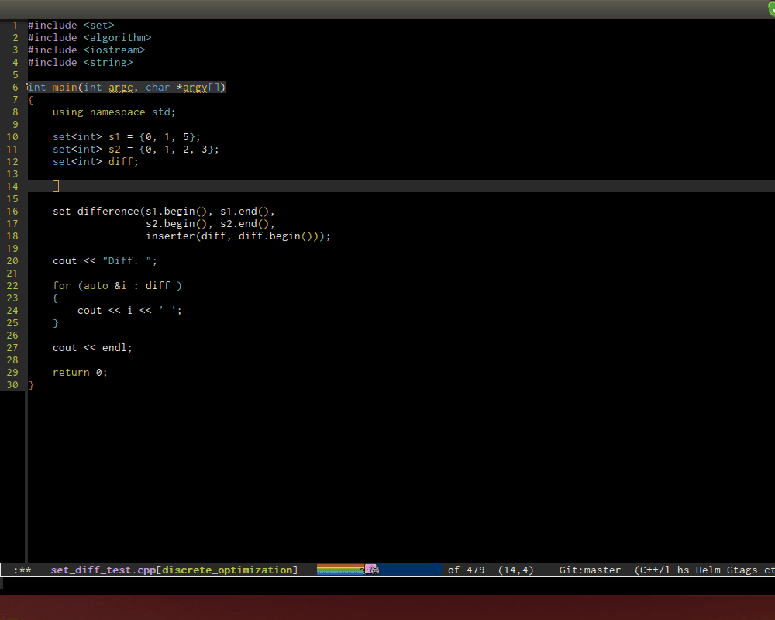 1 #include <set>
2 #include <algorithm>
3 #include <iostream>
4 #include <string>
5
6 int main(int argc, char *argv[])
7 {
8 using namespace std;
9
10 set<int> s1 = {0, 1, 5};
11 set<int> s2 = {0, 1, 2, 3};
12 set<int> diff;
13
14
15
16 set_difference(s1.begin(), s1.end(),
17 s2.begin(), s2.end(),
18 inserter(diff, diff.begin()));
19
20 cout << "Diff: ";
21
22 for (auto &i : diff )
23 {
24 cout << i << ' ';
25 }
26
27 cout << endl;
28
29 return 0;
30 }
:** set_diff_test.cpp[discrete_optimization] of 479 (14,4) Git:master (C++/l hs Helm Gtags